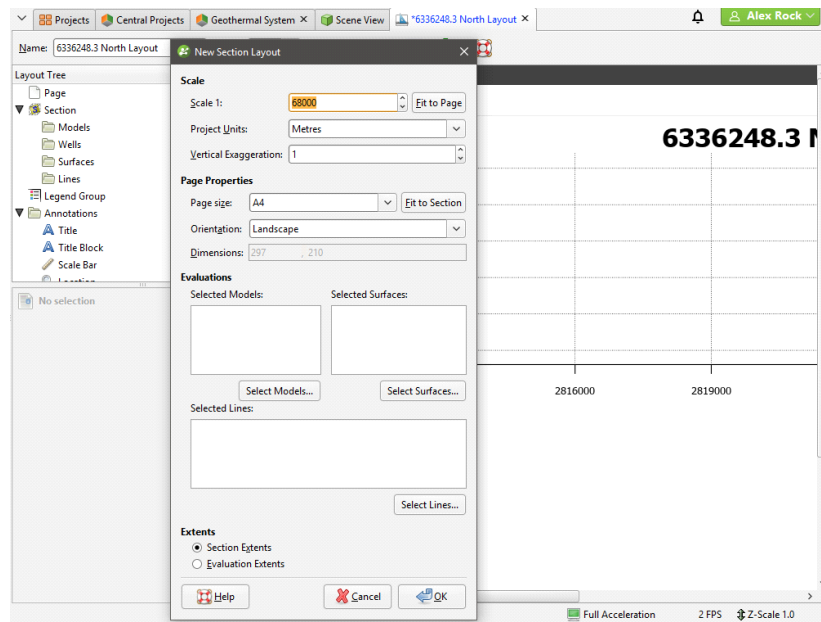 Projects Central Projects Geothermal System Scene View *6336248.3 North Layout Alex Rock
Name: 6336248.3 North Layout
Layout Tree
Page
Section
Models
Wells
Surfaces
Lines
Legend Group
Annotations
Title
Title Block
Scale Bar
Location
No selection
New Section Layout
Scale
Scale 1: 68000 Fit to Page
Project Units: Metres
Vertical Exaggeration: 1
Page Properties
Page size: A4 Fit to Section
Orientation: Landscape
Dimensions: 297 , 210
Evaluations
Selected Models: Selected Surfaces:
Select Models... Select Surfaces...
Selected Lines:
Select Lines...
Extents
Section Extents
Evaluation Extents
Help Cancel OK
6336248.3 N
2816000 2819000
Full Acceleration 2 FPS Z-Scale 1.0